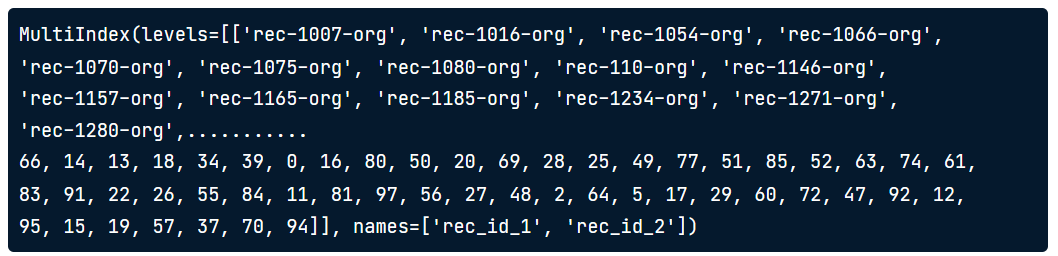 MultiIndex(levels=[['rec-1007-org', 'rec-1016-org', 'rec-1054-org', 'rec-1066-org',
'rec-1070-org', 'rec-1075-org', 'rec-1080-org', 'rec-110-org', 'rec-1146-org',
'rec-1157-org', 'rec-1165-org', 'rec-1185-org', 'rec-1234-org', 'rec-1271-org',
'rec-1280-org',...........
66, 14, 13, 18, 34, 39, 0, 16, 80, 50, 20, 69, 28, 25, 49, 77, 51, 85, 52, 63, 74, 61,
83, 91, 22, 26, 55, 84, 11, 81, 97, 56, 27, 48, 2, 64, 5, 17, 29, 60, 72, 47, 92, 12,
95, 15, 19, 57, 37, 70, 94]], names=['rec_id_1', 'rec_id_2'])